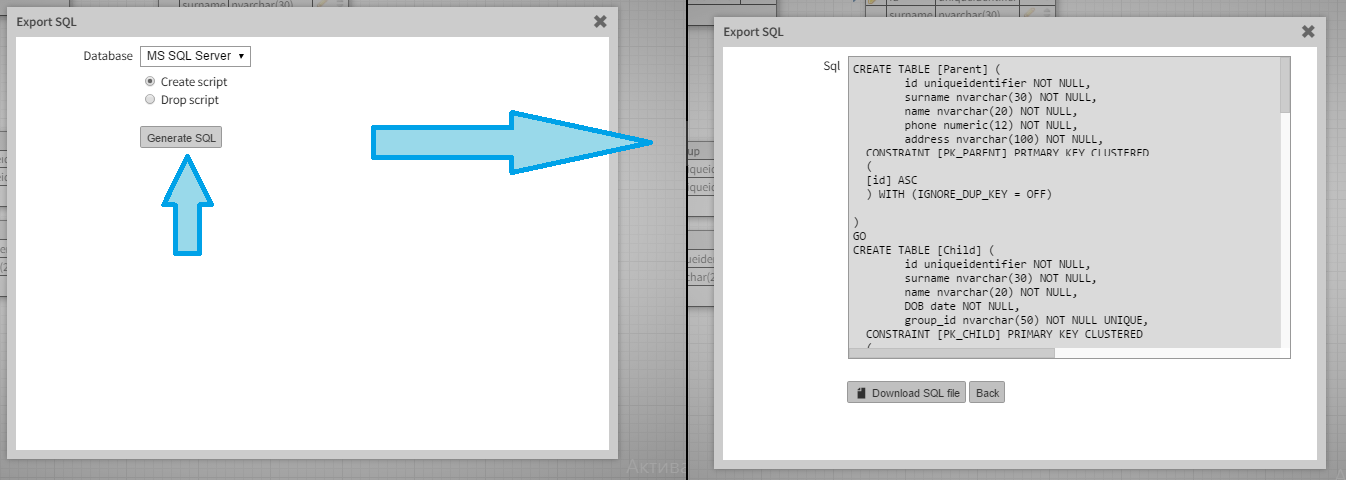 surname nvarchar(30)
Export SQL
Database MS SQL Server
Create script
Drop script
Generate SQL
Актива
surname nvarchar(30)
Export SQL
Sql
CREATE TABLE [Parent] (
id uniqueidentifier NOT NULL,
surname nvarchar(30) NOT NULL,
name nvarchar(20) NOT NULL,
phone numeric(12) NOT NULL,
address nvarchar(100) NOT NULL,
CONSTRAINT [PK_PARENT] PRIMARY KEY CLUSTERED
(
[id] ASC
) WITH (IGNORE_DUP_KEY = OFF)
)
GO
CREATE TABLE [Child] (
id uniqueidentifier NOT NULL,
surname nvarchar(30) NOT NULL,
name nvarchar(20) NOT NULL,
DOB date NOT NULL,
group_id nvarchar(50) NOT NULL UNIQUE,
CONSTRAINT [PK_CHILD] PRIMARY KEY CLUSTERED
(
Download SQL file
Back